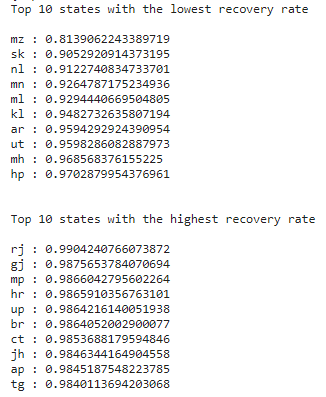 Top 10 states with the lowest recovery rate
mz : 0.8139062243389719
sk : 0.9052920914373195
nl : 0.9122740834733701
mn : 0.9264787175234936
ml : 0.9294440669504805
kl : 0.9482732635807194
ar : 0.9594292924390954
ut : 0.9598286082887973
mh : 0.968568376155225
hp : 0.9702879954376961
Top 10 states with the highest recovery rate
rj : 0.9904240766073872
gj : 0.9875653784070694
mp : 0.9866042795602264
hr : 0.9865910356763101
up : 0.9864216140051938
br : 0.9864052002900077
ct : 0.9853688179594846
jh : 0.9846344164904558
ap : 0.9845187548223785
tg : 0.9840113694203068